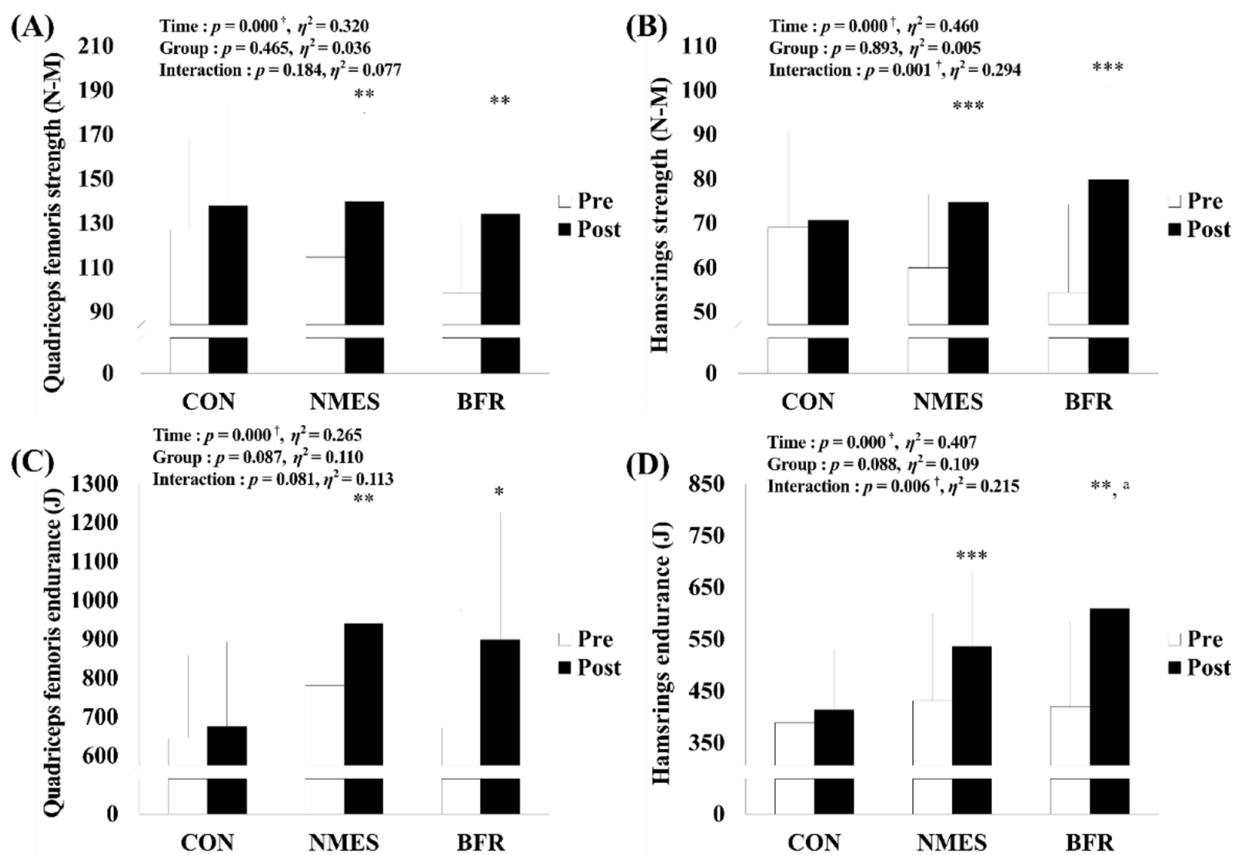 (A)
Time : p = 0.000 †, η² = 0.320
Group : p = 0.465, η² = 0.036
Interaction : p = 0.184, η² = 0.077
Quadriceps femoris strength (N-M)
210
190
170
150
130
110
90
0
** **
Pre
Post
CON NMES BFR
(B)
Time : p = 0.000 †, η² = 0.460
Group : p = 0.893, η² = 0.005
Interaction : p = 0.001 †, η² = 0.294
Hamsrings strength (N-M)
110
100
90
80
70
60
50
0
*** ***
Pre
Post
CON NMES BFR
(C)
Time : p = 0.000 †, η² = 0.265
Group : p = 0.087, η² = 0.110
Interaction : p = 0.081, η² = 0.113
Quadriceps femoris endurance (J)
1300
1200
1100
1000
900
800
700
600
0
** *
Pre
Post
CON NMES BFR
(D)
Time : p = 0.000 †, η² = 0.407
Group : p = 0.088, η² = 0.109
Interaction : p = 0.006 †, η² = 0.215
Hamsrings endurance (J)
850
750
650
550
450
350
0
*** **, a
Pre
Post
CON NMES BFR